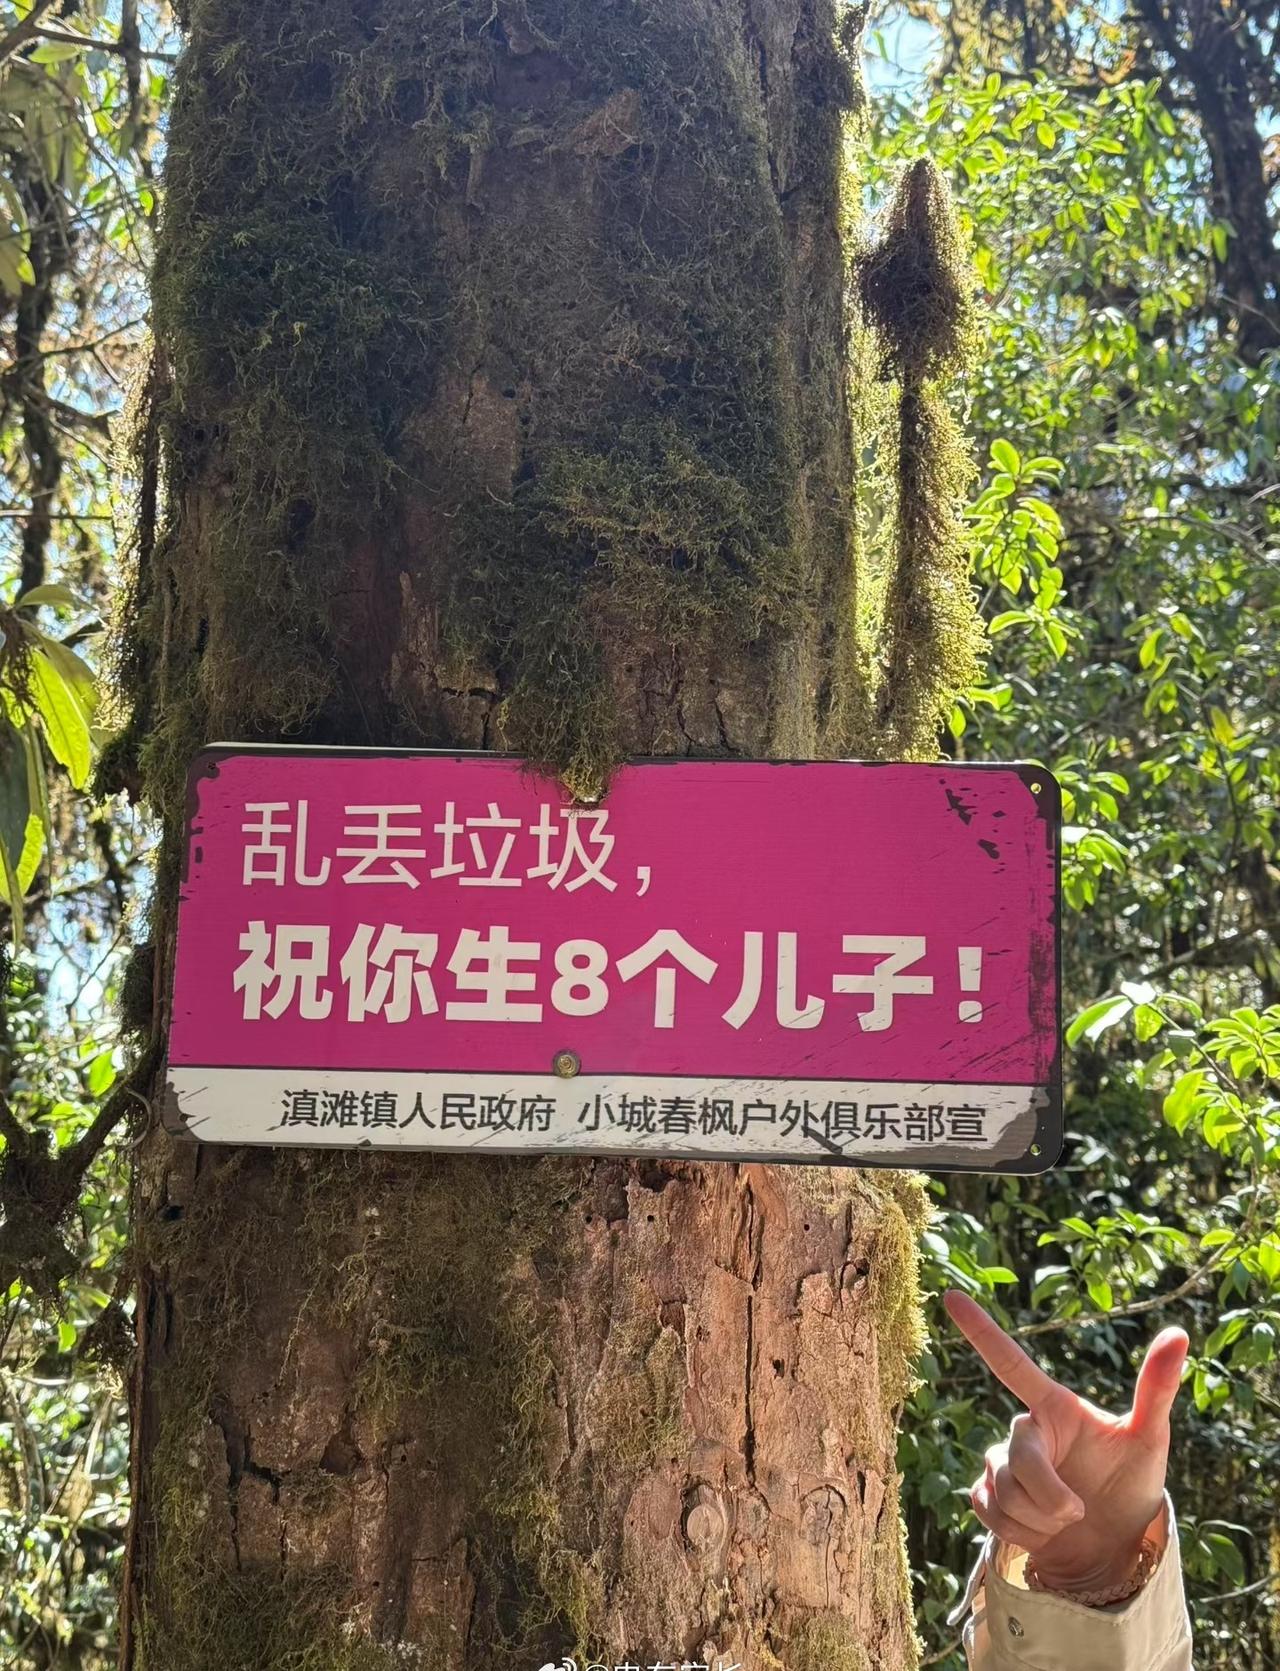 乱丢垃圾，
祝你生8个儿子！
滇滩镇人民政府 小城春枫户外俱乐部宣